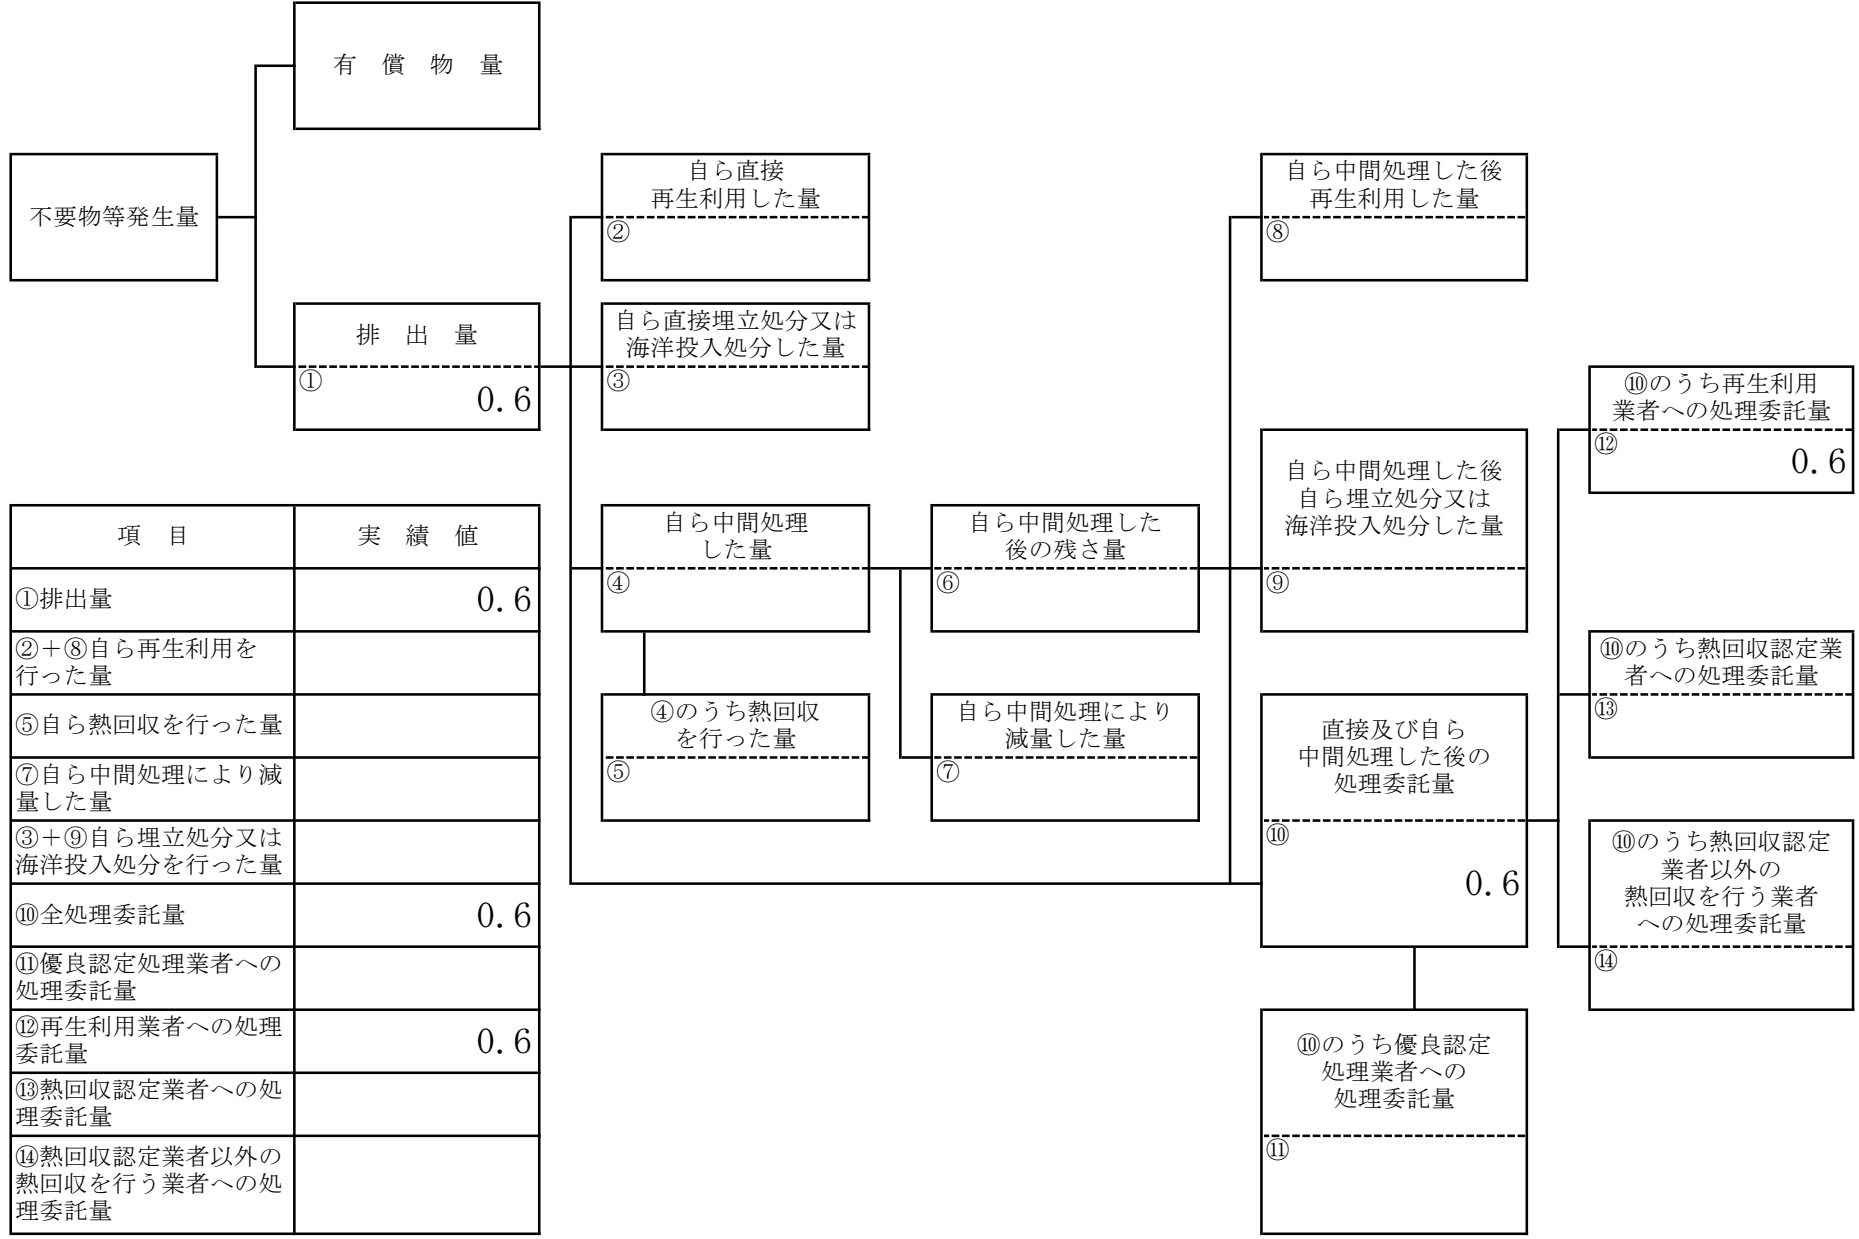 有　償　物　量
不要物等発生量
排　出　量
①
0.6
自ら直接
再生利用した量
②
自ら直接埋立処分又は
海洋投入処分した量
③
自ら中間処理
した量
④
④のうち熱回収
を行った量
⑤
自ら中間処理した
後の残さ量
⑥
自ら中間処理により
減量した量
⑦
自ら中間処理した後
再生利用した量
⑧
自ら中間処理した後
自ら埋立処分又は
海洋投入処分した量
⑨
直接及び自ら
中間処理した後の
処理委託量
⑩
0.6
⑩のうち優良認定
処理業者への
処理委託量
⑪
⑩のうち再生利用
業者への処理委託量
⑫
0.6
⑩のうち熱回収認定業
者への処理委託量
⑬
⑩のうち熱回収認定
業者以外の
熱回収を行う業者
への処理委託量
⑭
項　目
実　績　値
①排出量
0.6
②＋⑧自ら再生利用を
行った量
⑤自ら熱回収を行った量
⑦自ら中間処理により減
量した量
③＋⑨自ら埋立処分又は
海洋投入処分を行った量
⑩全処理委託量
0.6
⑪優良認定処理業者への
処理委託量
⑫再生利用業者への処理
委託量
0.6
⑬熱回収認定業者への処
理委託量
⑭熱回収認定業者以外の
熱回収を行う業者への処
理委託量